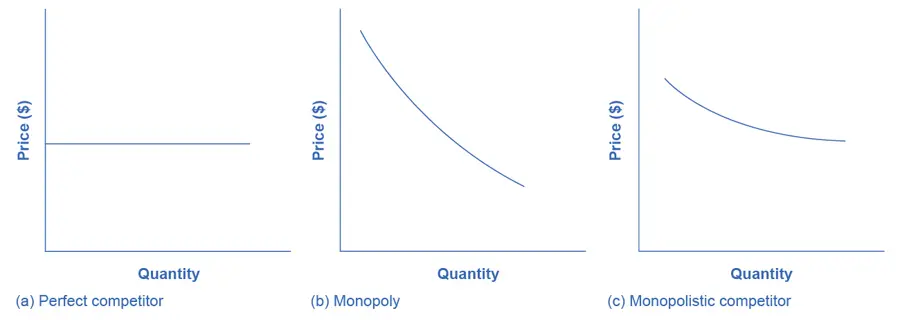 Price ($)
Quantity
(a) Perfect competitor
Price ($)
Quantity
(b) Monopoly
Price ($)
Quantity
(c) Monopolistic competitor